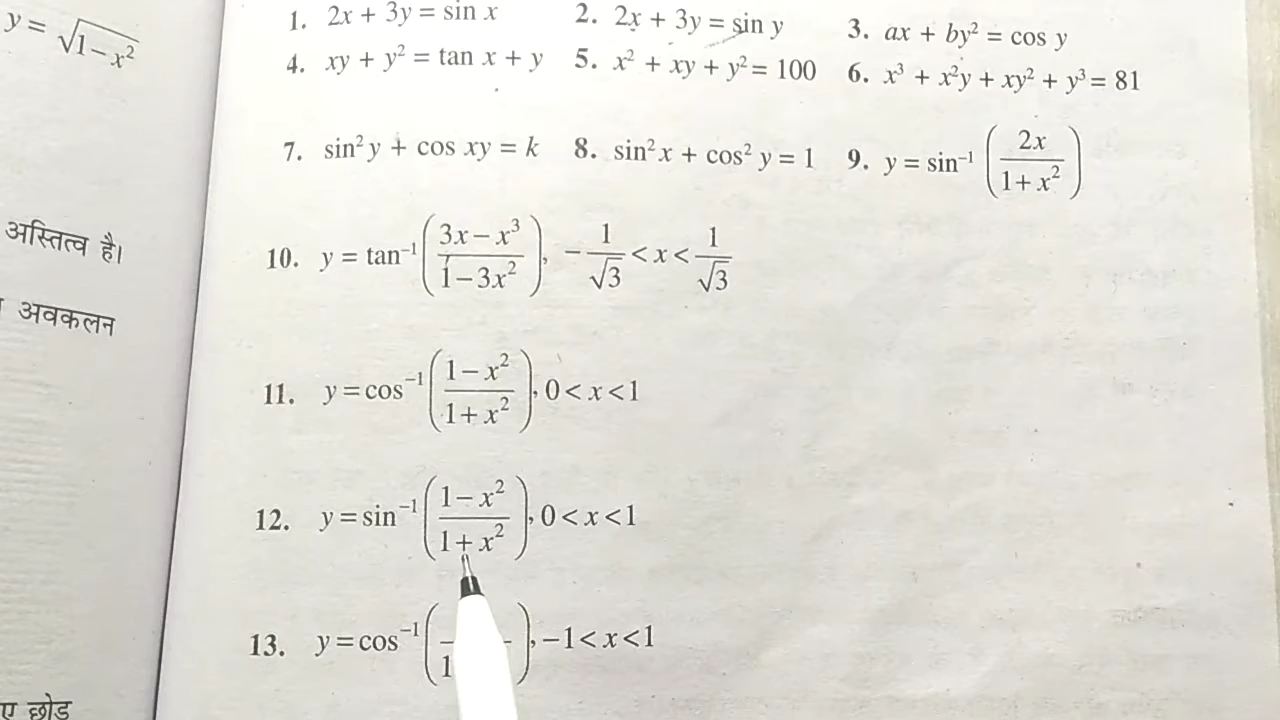 y = √1−x²
अस्तित्व है।
अवकलन
ए छोड़
1. 2x + 3y = sin x 2. 2x + 3y = sin y 3. ax + by² = cos y
4. xy + y² = tan x + y 5. x² + xy + y² = 100 6. x³ + x²y + xy² + y³ = 81
7. sin² y + cos xy = k 8. sin² x + cos² y = 1 9. y = sin⁻¹ (2x / 1+x²)
10. y = tan⁻¹ (3x − x³ / 1 − 3x²), − 1/√3 < x < 1/√3
11. y = cos⁻¹ (1 − x² / 1 + x²), 0 < x < 1
12. y = sin⁻¹ (1 − x² / 1 + x²), 0 < x < 1
13. y = cos⁻¹ ( / 1 ), −1 < x < 1